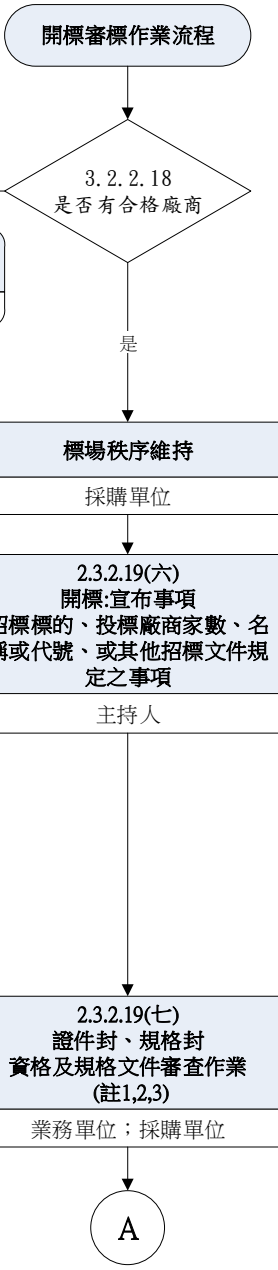 開標審標作業流程
3.2.2.18
是否有合格廠商
是
標場秩序維持
採購單位
2.3.2.19(六)
開標:宣布事項
招標標的、投標廠商家數、名
稱或代號、或其他招標文件規
定之事項
主持人
2.3.2.19(七)
證件封、規格封
資格及規格文件審查作業
(註1,2,3)
業務單位；採購單位
A